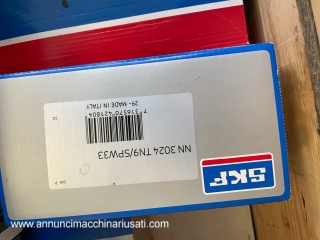 NN 3024 TN9/SPW33
7 316570 421804
29 - MADE IN ITALY
SKF
www.annuncimacchinariusati.com